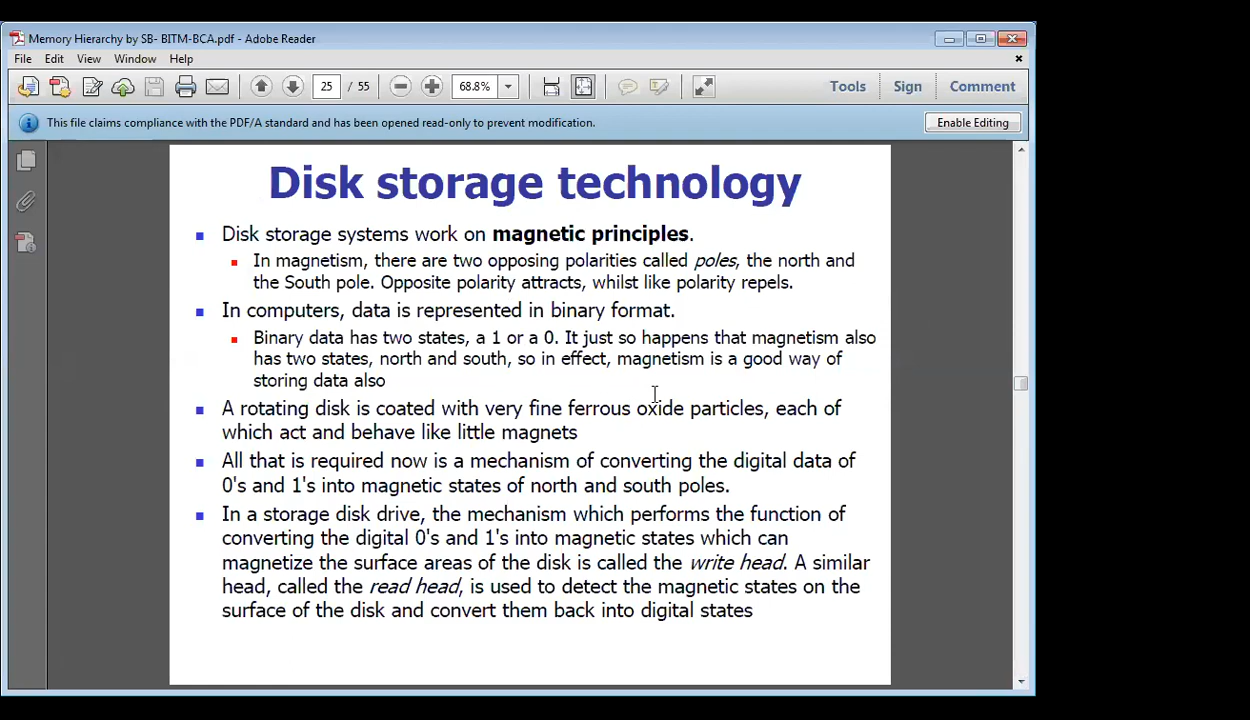 Memory Hierarchy by SB- BITM-BCA.pdf - Adobe Reader
File Edit View Window Help
25 / 55 68.8% Tools Sign Comment
This file claims compliance with the PDF/A standard and has been opened read-only to prevent modification. Enable Editing
Disk storage technology
Disk storage systems work on magnetic principles.
In magnetism, there are two opposing polarities called poles, the north and
the South pole. Opposite polarity attracts, whilst like polarity repels.
In computers, data is represented in binary format.
Binary data has two states, a 1 or a 0. It just so happens that magnetism also
has two states, north and south, so in effect, magnetism is a good way of
storing data also
A rotating disk is coated with very fine ferrous oxide particles, each of
which act and behave like little magnets
All that is required now is a mechanism of converting the digital data of
0's and 1's into magnetic states of north and south poles.
In a storage disk drive, the mechanism which performs the function of
converting the digital 0's and 1's into magnetic states which can
magnetize the surface areas of the disk is called the write head. A similar
head, called the read head, is used to detect the magnetic states on the
surface of the disk and convert them back into digital states